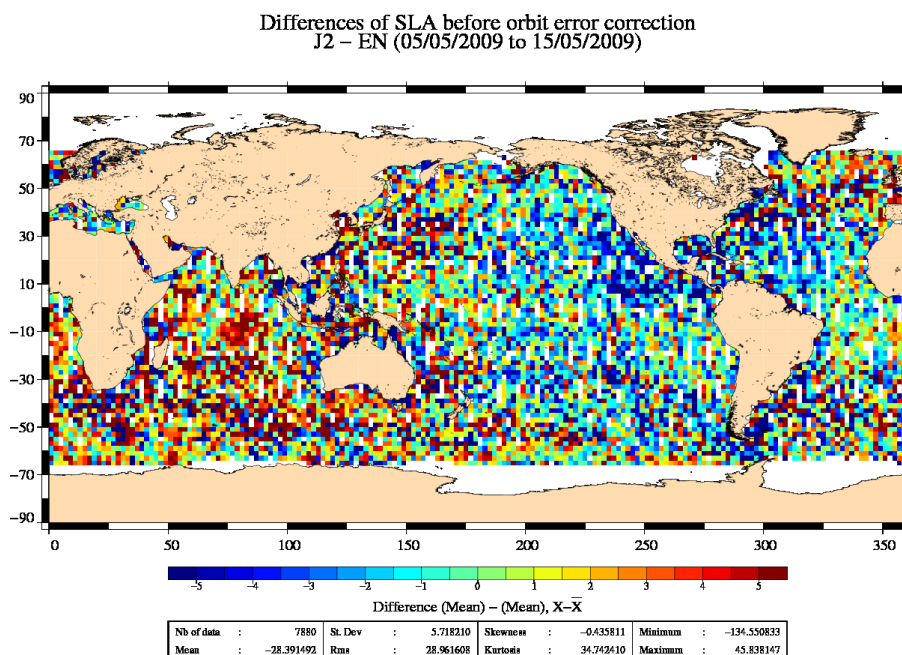 Differences of SLA before orbit error correction
J2 – EN (05/05/2009 to 15/05/2009)
90
70
50
30
10
−10
−30
−50
−70
−90
0 50 100 150 200 250 300 350
−5 −4 −3 −2 −1 0 1 2 3 4 5
Difference (Mean) – (Mean), X–X̅
Nb of data : 7880 St. Dev : 5.718210 Skewness : −0.435811 Minimum : −134.550833
Mean : −28.391492 Rms : 28.961608 Kurtosis : 34.742410 Maximum : 45.838147